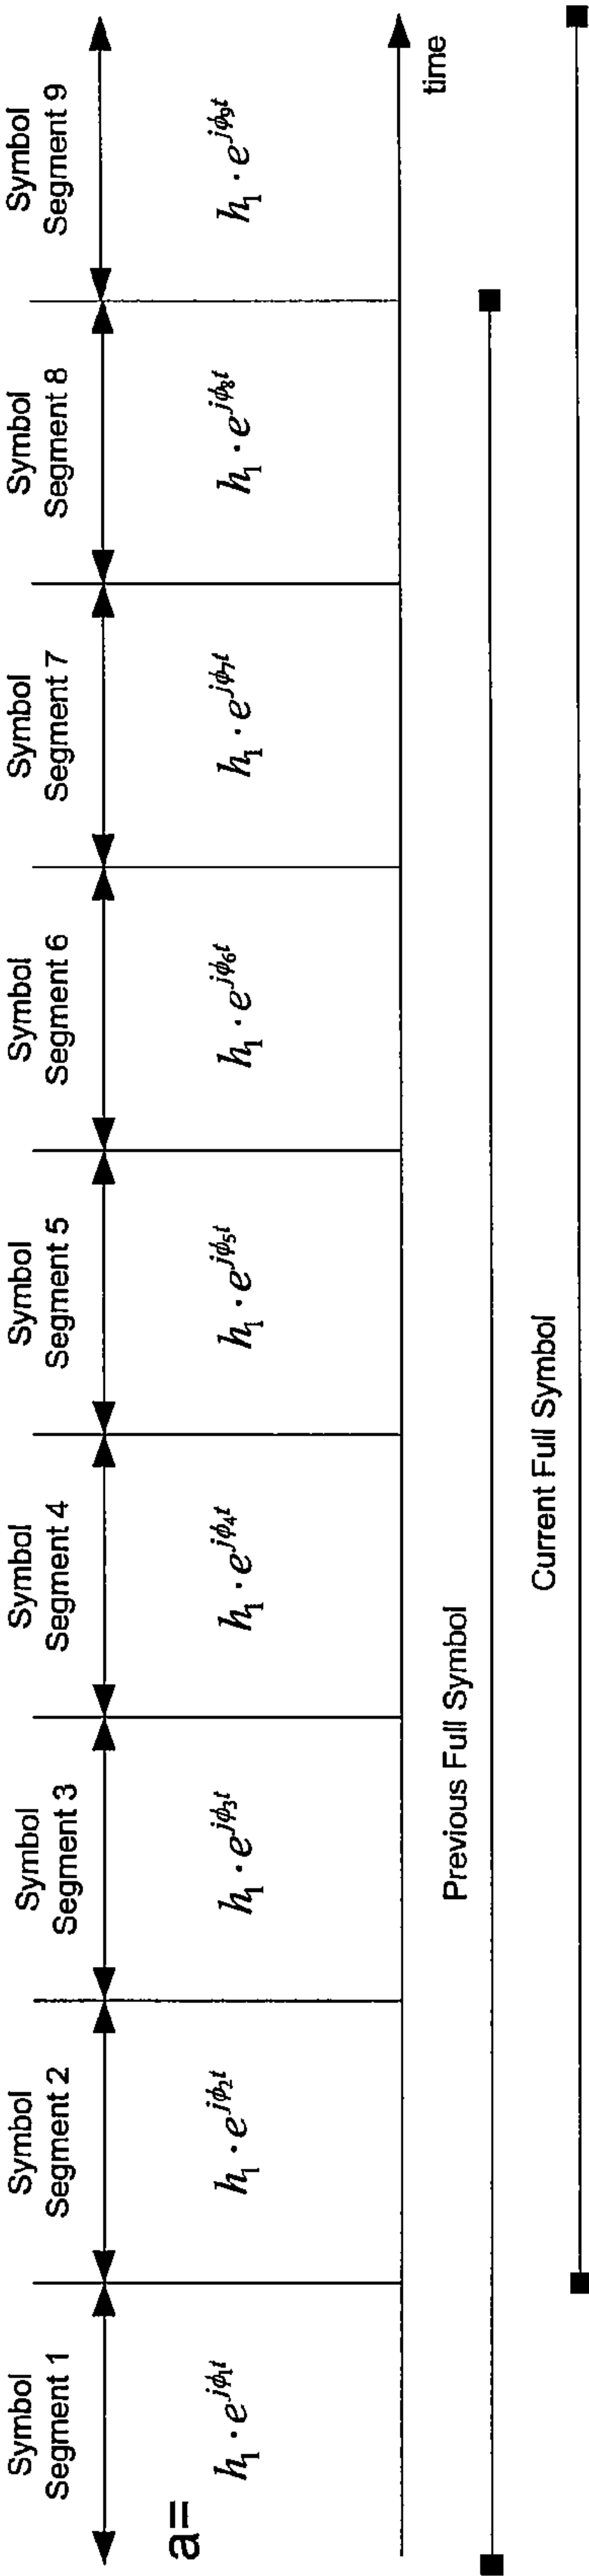 Symbol
Segment 1
Symbol
Segment 2
Symbol
Segment 3
Symbol
Segment 4
Symbol
Segment 5
Symbol
Segment 6
Symbol
Segment 7
Symbol
Segment 8
Symbol
Segment 9
a=
h₁ · e^{jϕ₁t}
h₁ · e^{jϕ₂t}
h₁ · e^{jϕ₃t}
h₁ · e^{jϕ₄t}
h₁ · e^{jϕ₅t}
h₁ · e^{jϕ₆t}
h₁ · e^{jϕ₇t}
h₁ · e^{jϕ₈t}
h₁ · e^{jϕ₉t}
time
Previous Full Symbol
Current Full Symbol